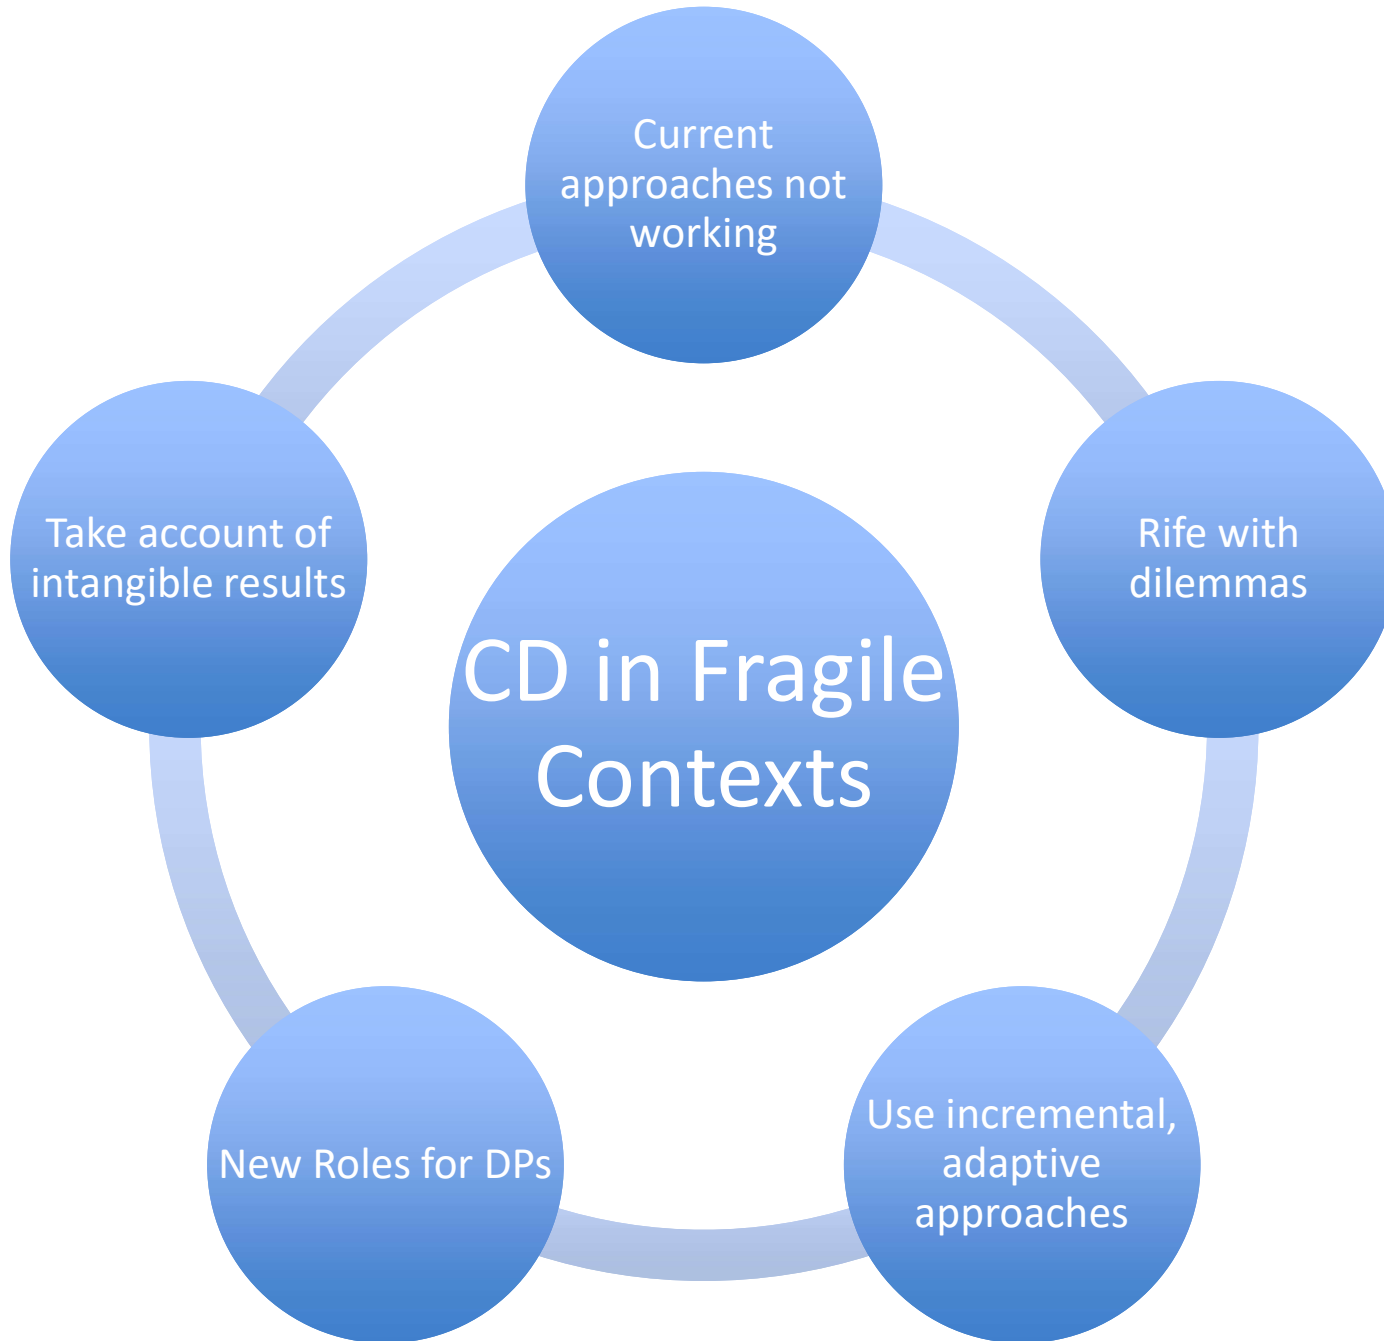 Current
approaches not
working
Rife with
dilemmas
Use incremental,
adaptive
approaches
New Roles for DPs
Take account of
intangible results
CD in Fragile
Contexts